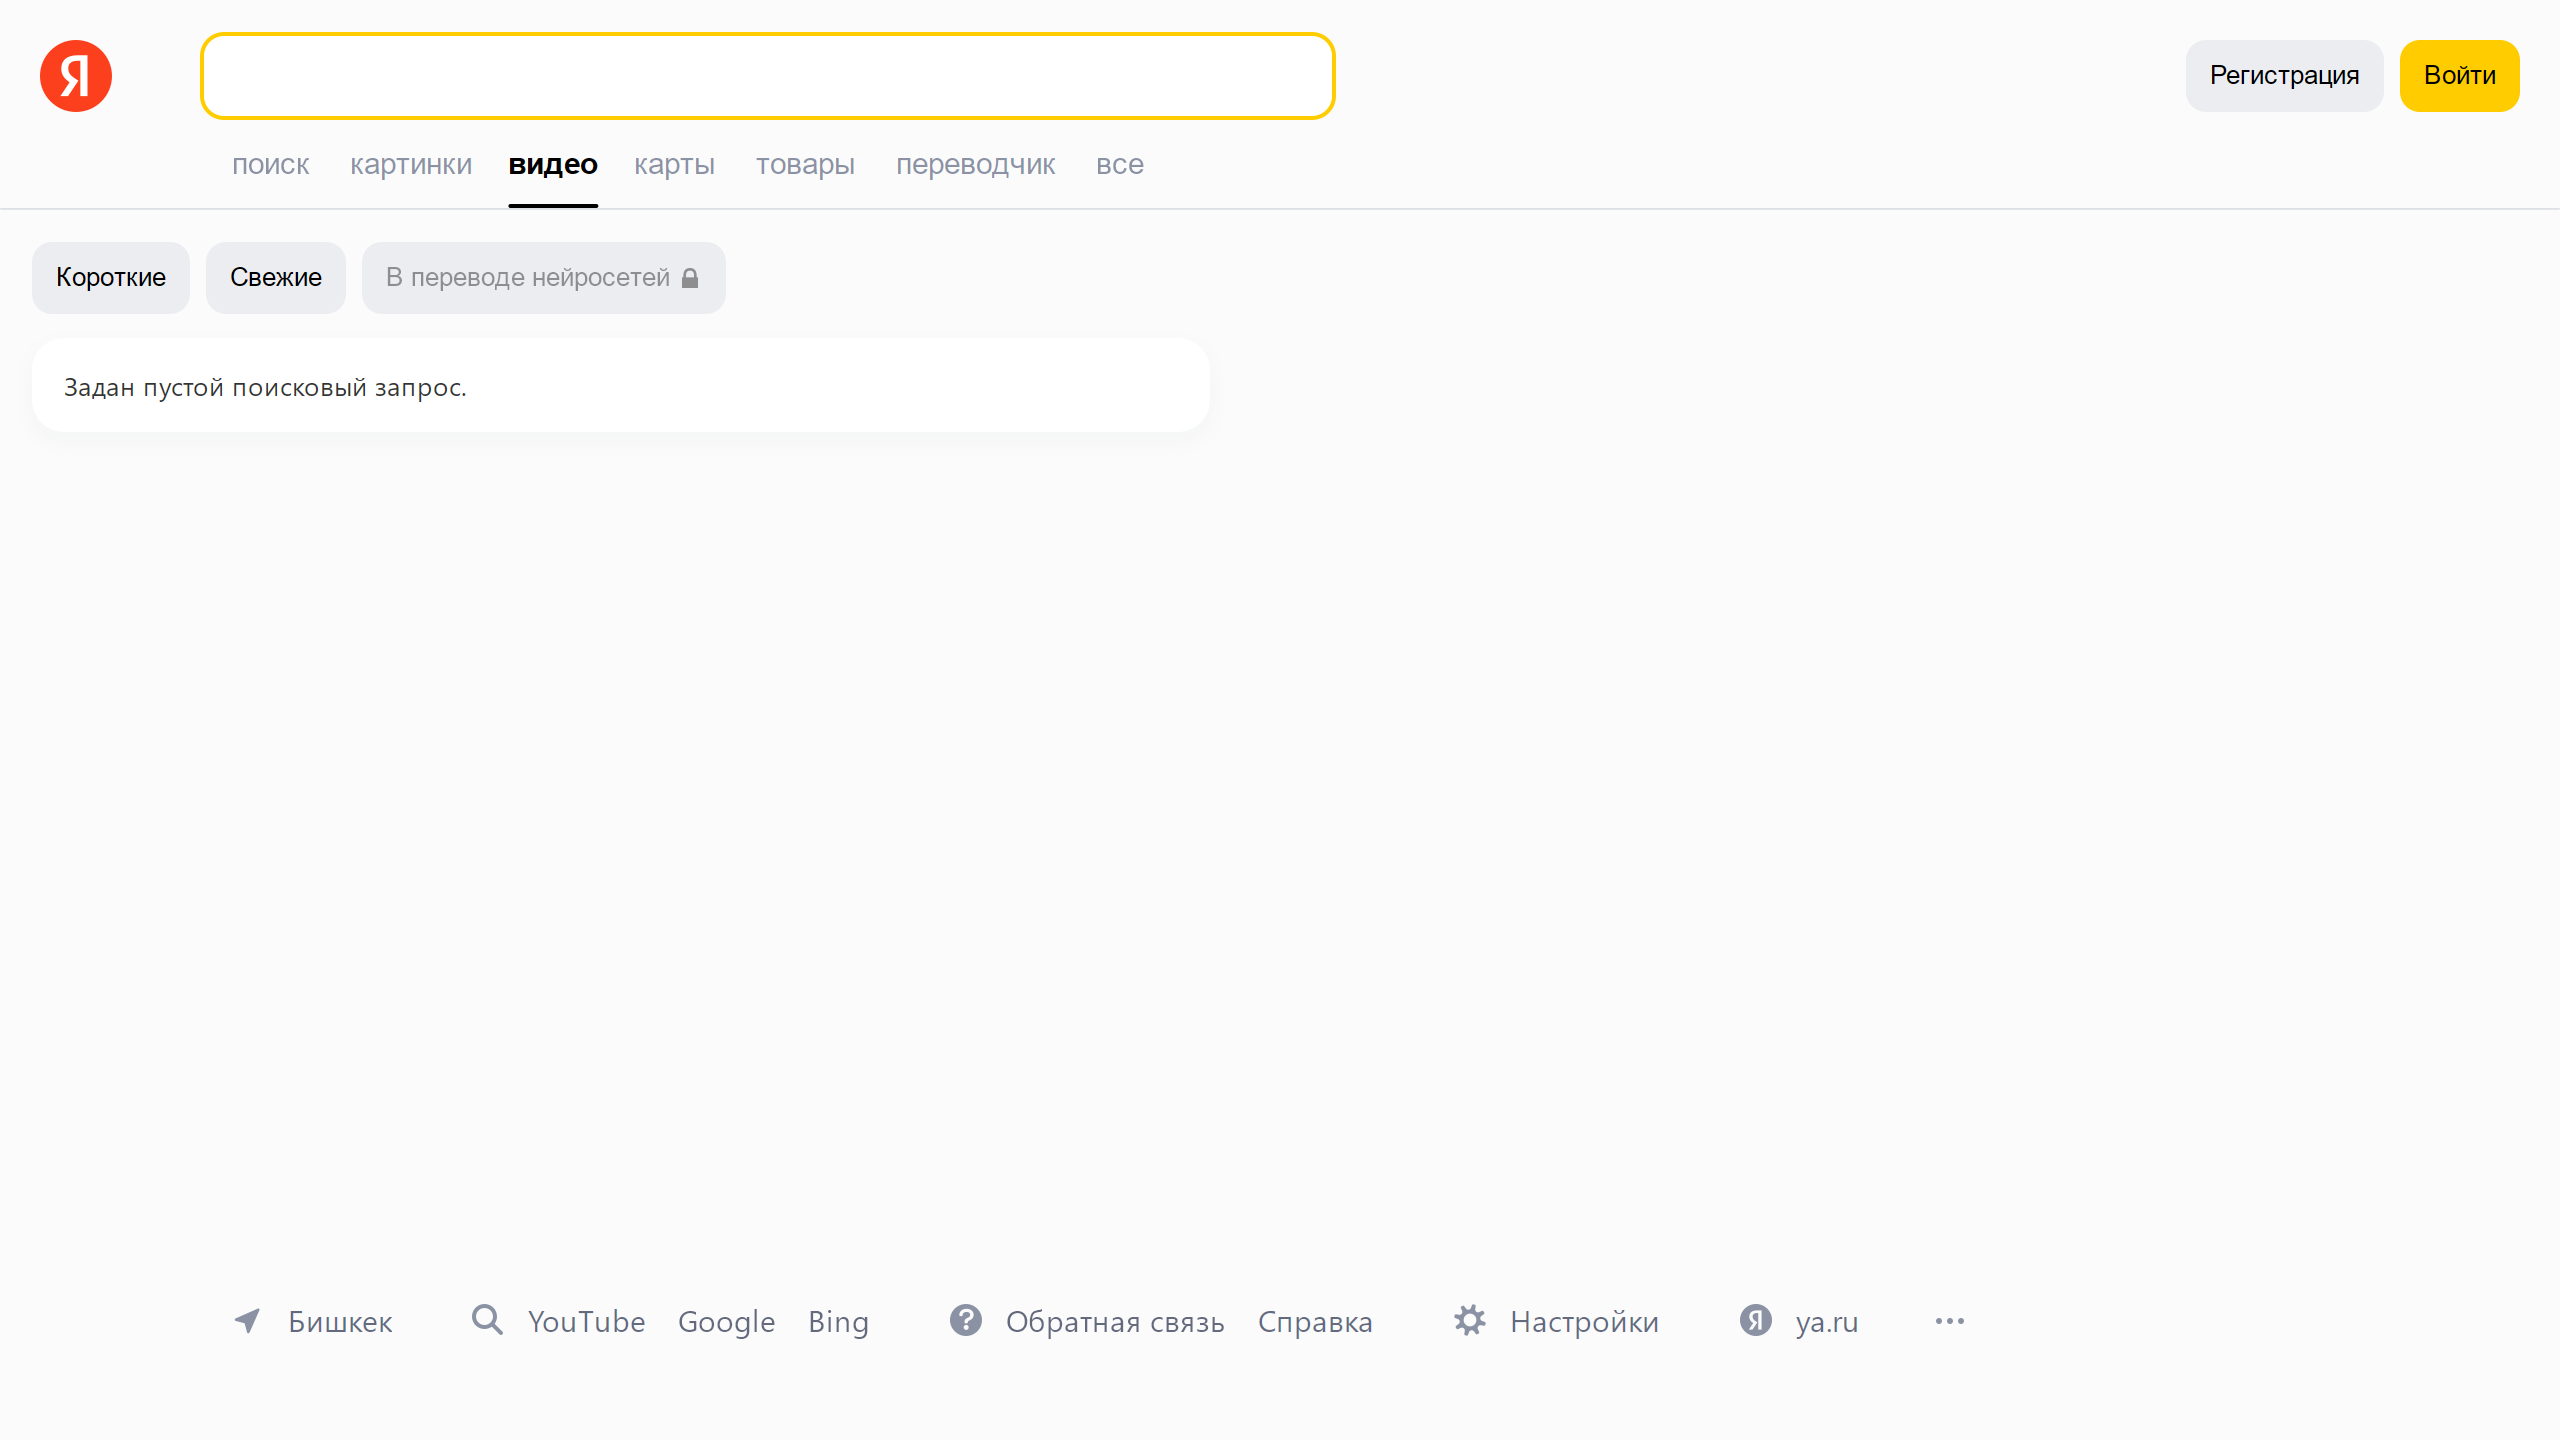 Я
Регистрация Войти
поиск картинки видео карты товары переводчик все
Короткие Свежие В переводе нейросетей
Задан пустой поисковый запрос.
Бишкек YouTube Google Bing Обратная связь Справка Настройки Я ya.ru